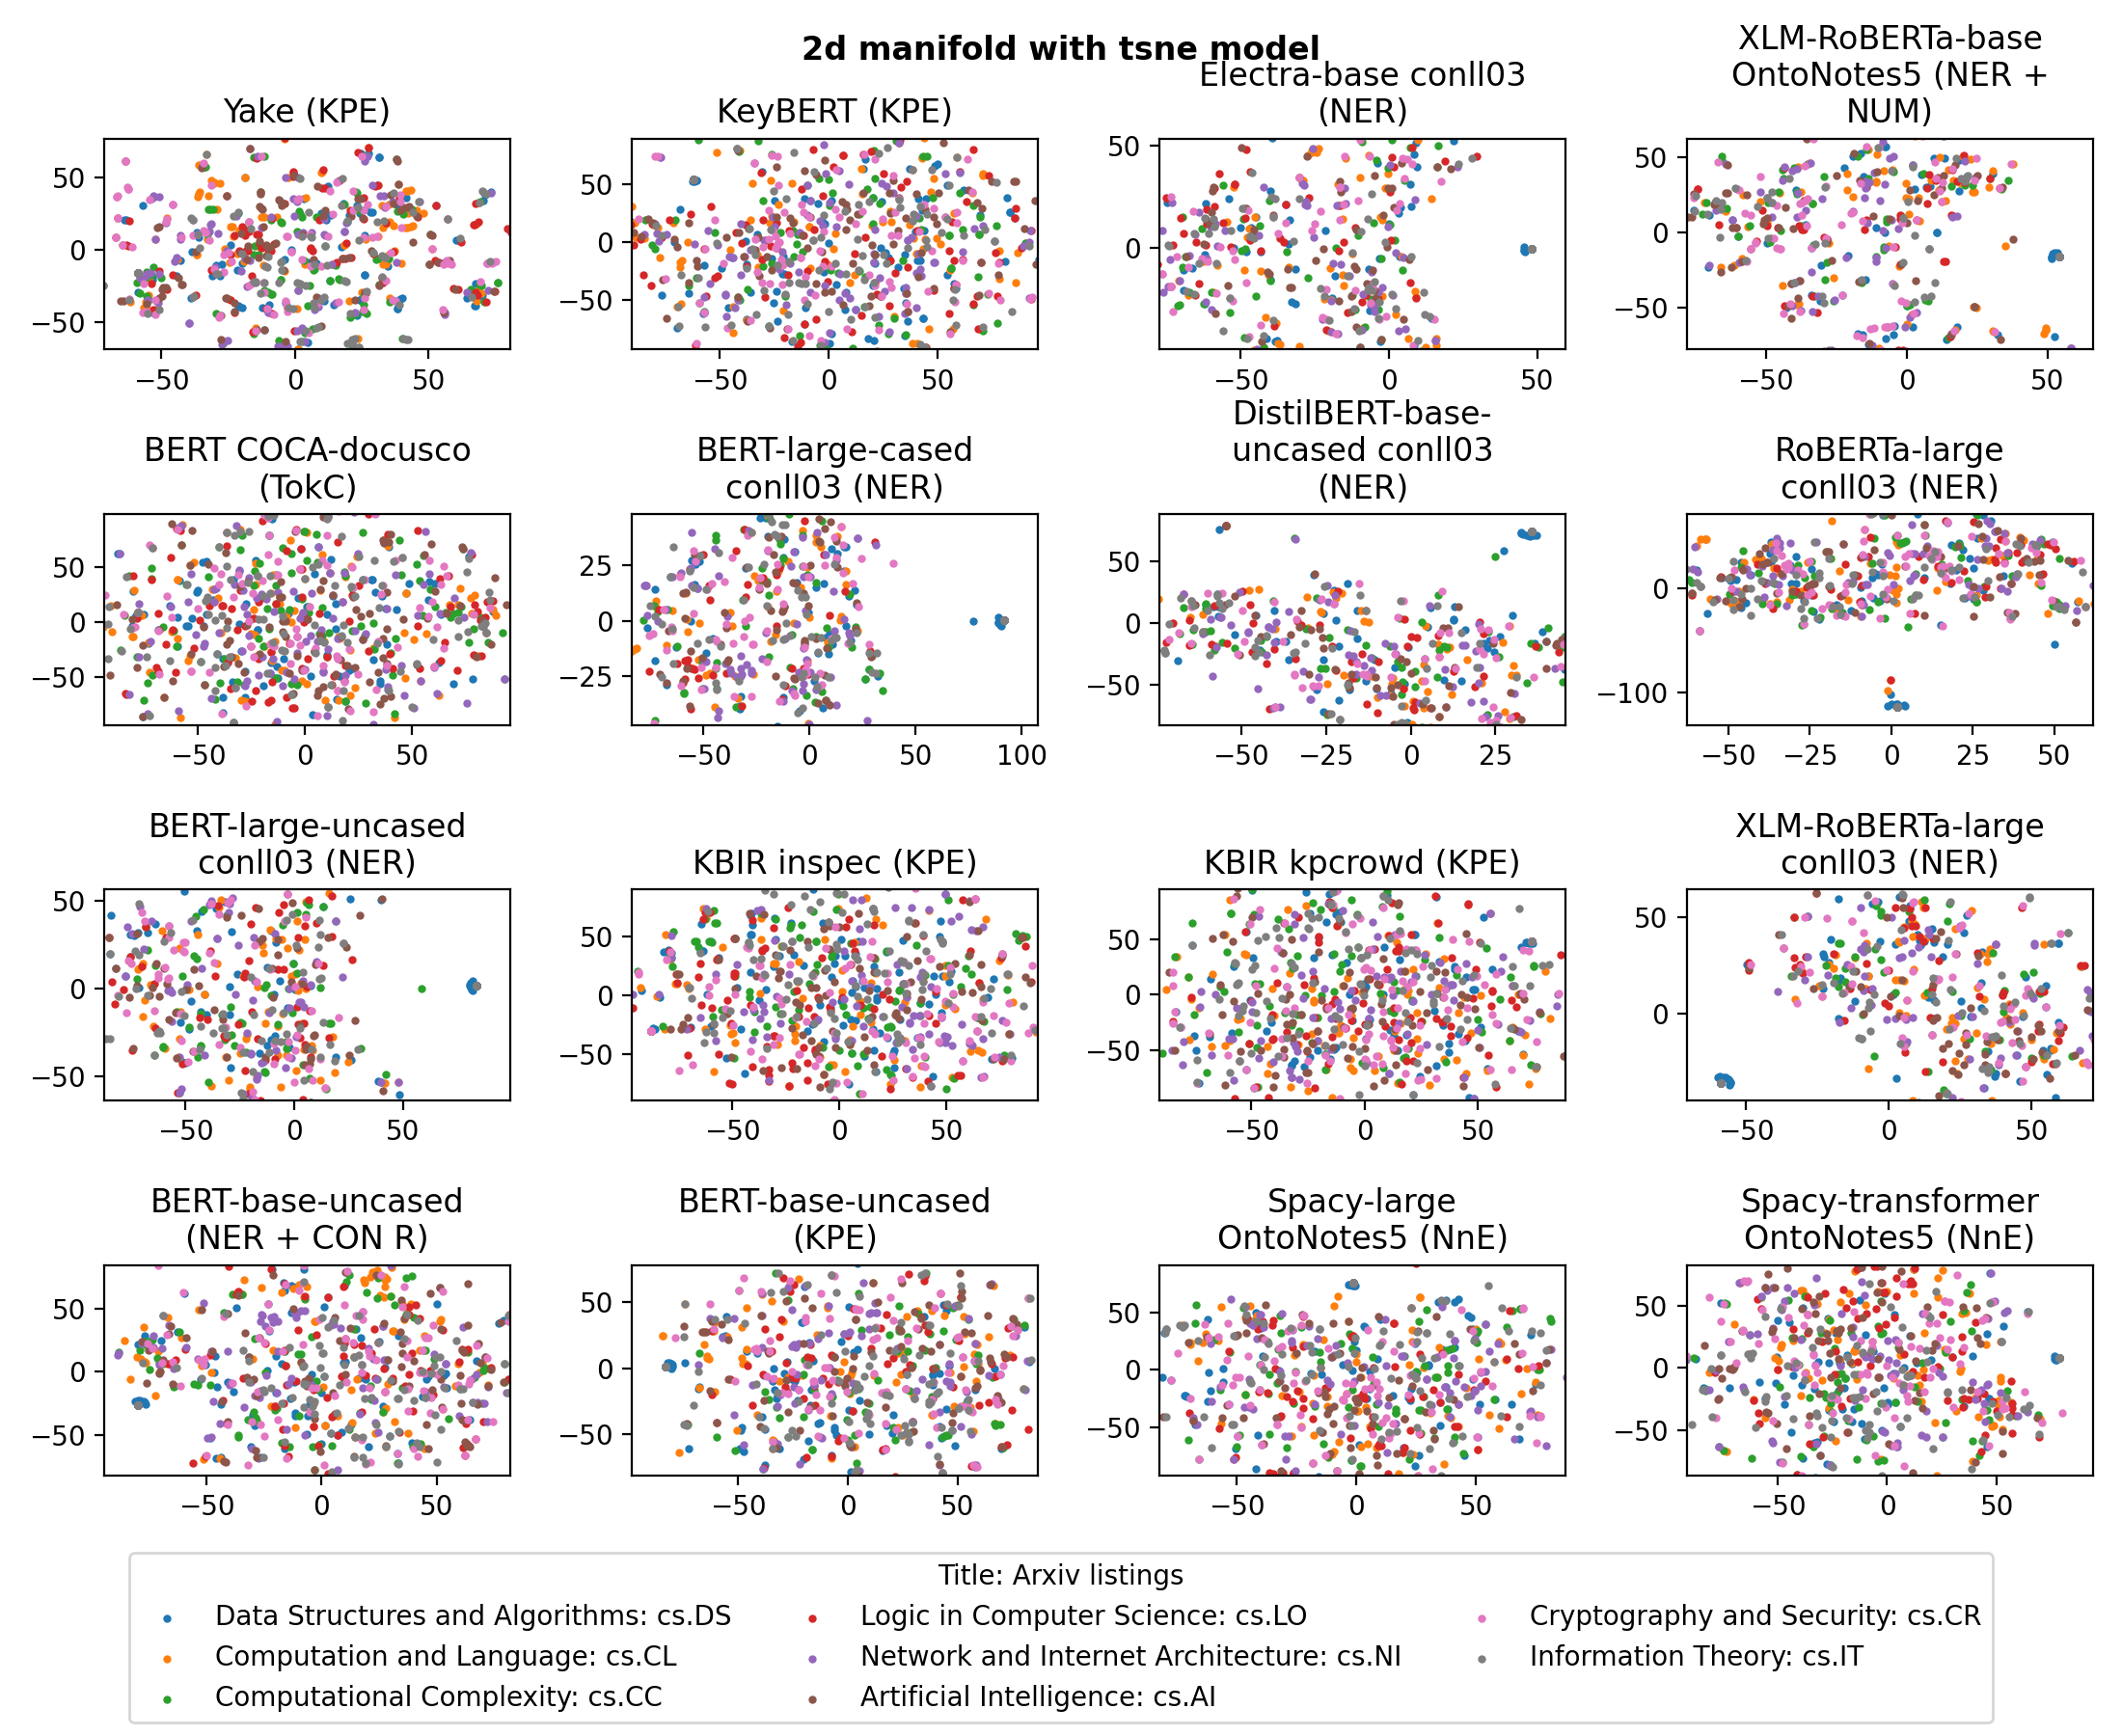 2d manifold with tsne model
Yake (KPE)
50
0
−50
−50 0 50
KeyBERT (KPE)
50
0
−50
−50 0 50
Electra-base conll03
(NER)
50
0
−50 0 50
XLM-RoBERTa-base
OntoNotes5 (NER +
NUM)
50
0
−50
−50 0 50
BERT COCA-docusco
(TokC)
50
0
−50
−50 0 50
BERT-large-cased
conll03 (NER)
25
0
−25
−50 0 50 100
DistilBERT-base-
uncased conll03
(NER)
50
0
−50
−50 −25 0 25
RoBERTa-large
conll03 (NER)
0
−100
−50 −25 0 25 50
BERT-large-uncased
conll03 (NER)
50
0
−50
−50 0 50
KBIR inspec (KPE)
50
0
−50
−50 0 50
KBIR kpcrowd (KPE)
50
0
−50
−50 0 50
XLM-RoBERTa-large
conll03 (NER)
50
0
−50 0 50
BERT-base-uncased
(NER + CON R)
50
0
−50
−50 0 50
BERT-base-uncased
(KPE)
50
0
−50
−50 0 50
Spacy-large
OntoNotes5 (NnE)
50
0
−50
−50 0 50
Spacy-transformer
OntoNotes5 (NnE)
50
0
−50
−50 0 50
Title: Arxiv listings
Data Structures and Algorithms: cs.DS
Computation and Language: cs.CL
Computational Complexity: cs.CC
Logic in Computer Science: cs.LO
Network and Internet Architecture: cs.NI
Artificial Intelligence: cs.AI
Cryptography and Security: cs.CR
Information Theory: cs.IT